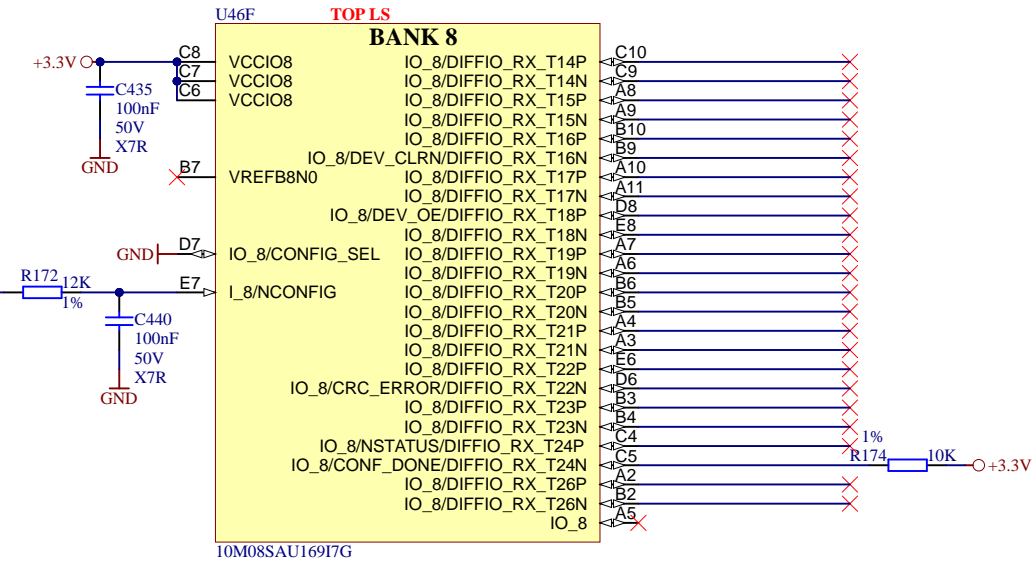 U46F TOP LS
BANK 8
+3.3V
C8 VCCIO8
C7 VCCIO8
C6 VCCIO8
C435
100nF
50V
X7R
GND
B7 VREFB8N0
GND D7 IO_8/CONFIG_SEL
R172 12K
1%
E7 I_8/NCONFIG
C440
100nF
50V
X7R
GND
IO_8/DIFFIO_RX_T14P C10
IO_8/DIFFIO_RX_T14N C9
IO_8/DIFFIO_RX_T15P A8
IO_8/DIFFIO_RX_T15N A9
IO_8/DIFFIO_RX_T16P B10
IO_8/DEV_CLRN/DIFFIO_RX_T16N B9
IO_8/DIFFIO_RX_T17P A10
IO_8/DIFFIO_RX_T17N A11
IO_8/DEV_OE/DIFFIO_RX_T18P D8
IO_8/DIFFIO_RX_T18N E8
IO_8/DIFFIO_RX_T19P A7
IO_8/DIFFIO_RX_T19N A6
IO_8/DIFFIO_RX_T20P B6
IO_8/DIFFIO_RX_T20N B5
IO_8/DIFFIO_RX_T21P A4
IO_8/DIFFIO_RX_T21N A3
IO_8/DIFFIO_RX_T22P E6
IO_8/CRC_ERROR/DIFFIO_RX_T22N D6
IO_8/DIFFIO_RX_T23P B3
IO_8/DIFFIO_RX_T23N B4
IO_8/NSTATUS/DIFFIO_RX_T24P C4
IO_8/CONF_DONE/DIFFIO_RX_T24N C5
1%
R174 10K
+3.3V
IO_8/DIFFIO_RX_T26P A2
IO_8/DIFFIO_RX_T26N B2
IO_8 A5
10M08SAU169I7G